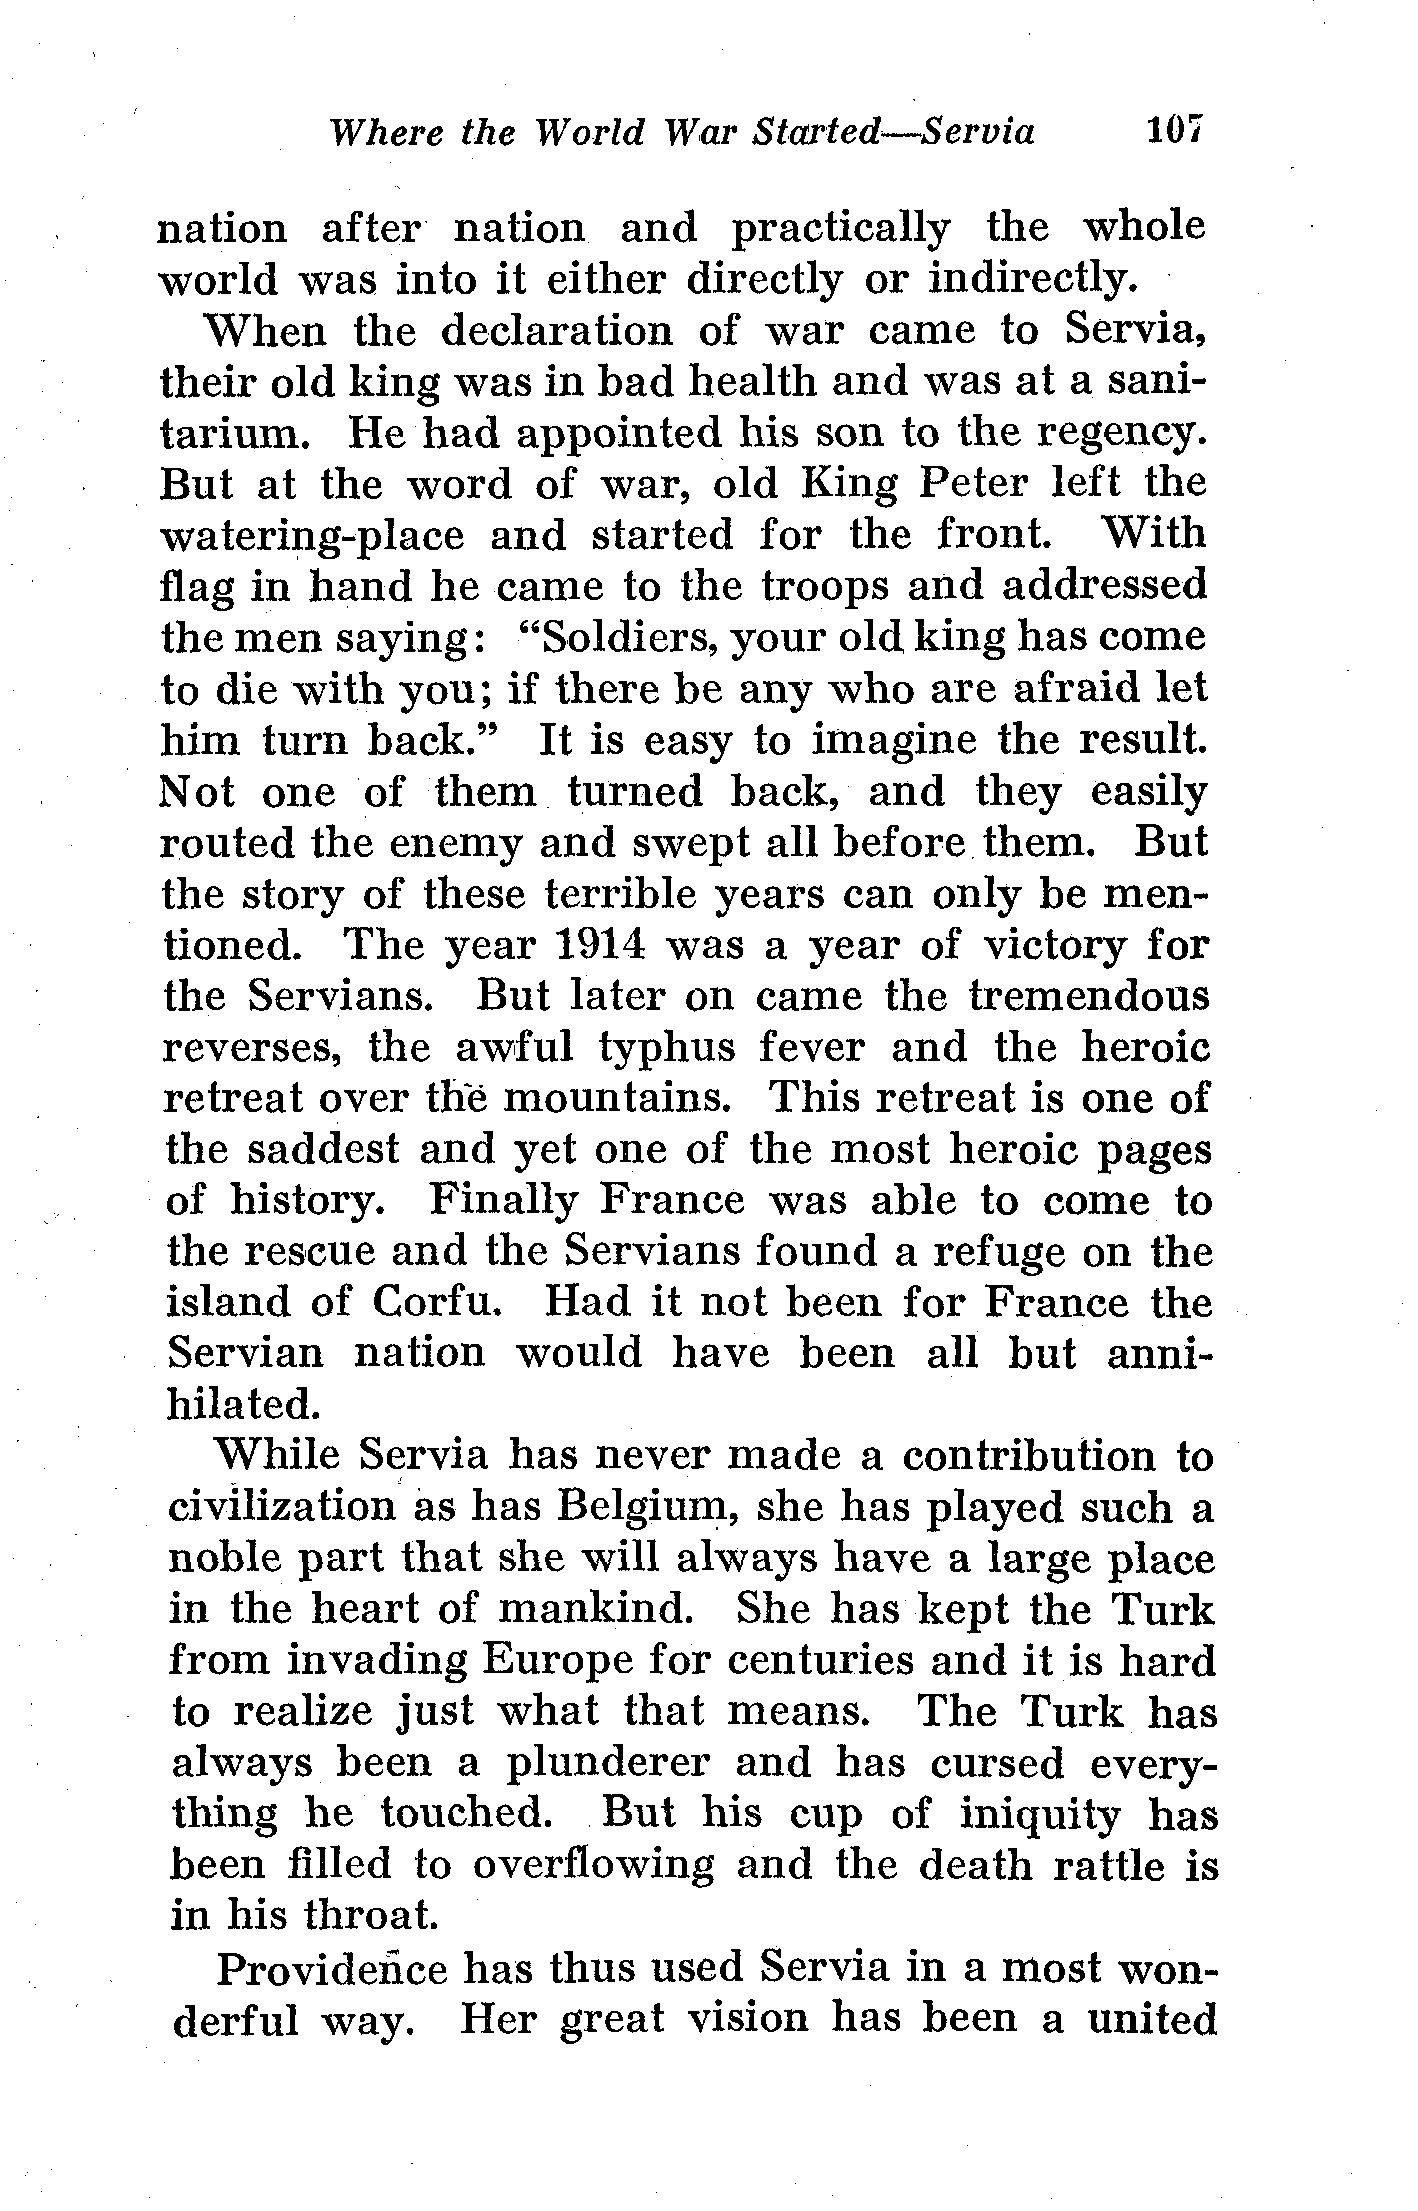 Where the World War Started—Servia 107
nation after nation and practically the whole
world was into it either directly or indirectly.
When the declaration of war came to Servia,
their old king was in bad health and was at a sani-
tarium. He had appointed his son to the regency.
But at the word of war, old King Peter left the
watering-place and started for the front. With
flag in hand he came to the troops and addressed
the men saying: “Soldiers, your old king has come
to die with you; if there be any who are afraid let
him turn back.” It is easy to imagine the result.
Not one of them turned back, and they easily
routed the enemy and swept all before them. But
the story of these terrible years can only be men-
tioned. The year 1914 was a year of victory for
the Servians. But later on came the tremendous
reverses, the awful typhus fever and the heroic
retreat over the mountains. This retreat is one of
the saddest and yet one of the most heroic pages
of history. Finally France was able to come to
the rescue and the Servians found a refuge on the
island of Corfu. Had it not been for France the
Servian nation would have been all but anni-
hilated.
While Servia has never made a contribution to
civilization as has Belgium, she has played such a
noble part that she will always have a large place
in the heart of mankind. She has kept the Turk
from invading Europe for centuries and it is hard
to realize just what that means. The Turk has
always been a plunderer and has cursed every-
thing he touched. But his cup of iniquity has
been filled to overflowing and the death rattle is
in his throat.
Providence has thus used Servia in a most won-
derful way. Her great vision has been a united